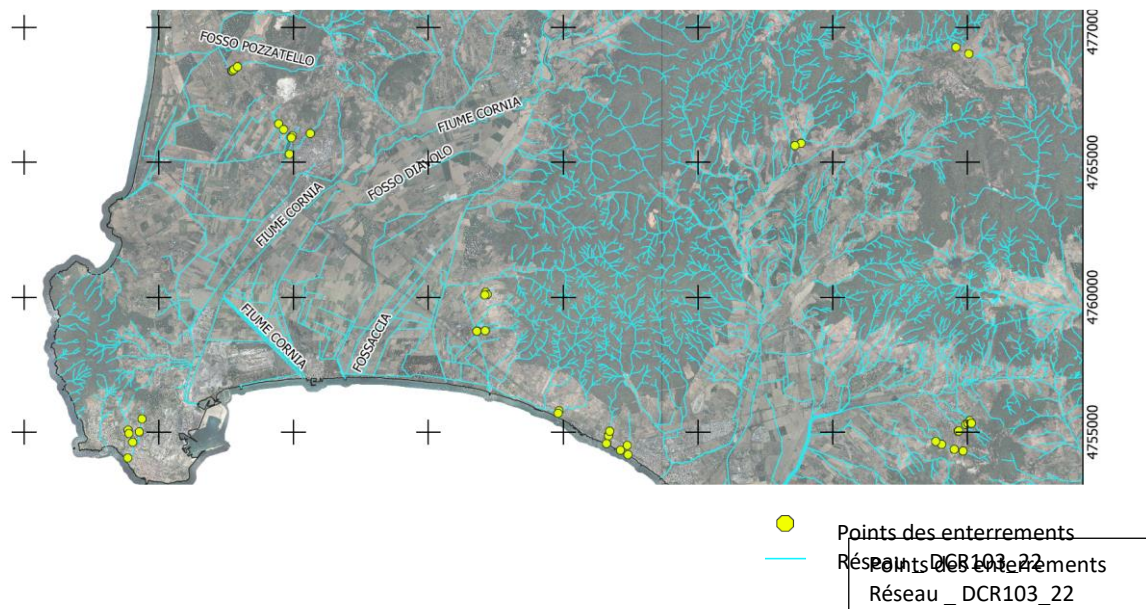 FOSSO POZZATELLO
FIUME CORNIA
FOSSO DIAVOLO
FIUME CORNIA
FIUME CORNIA
FOSSACCIA
477000
4765000
4760000
4755000
Points des enterrements
Réseau _ DCR103_22
Points des enterrements
Réseau _ DCR103_22